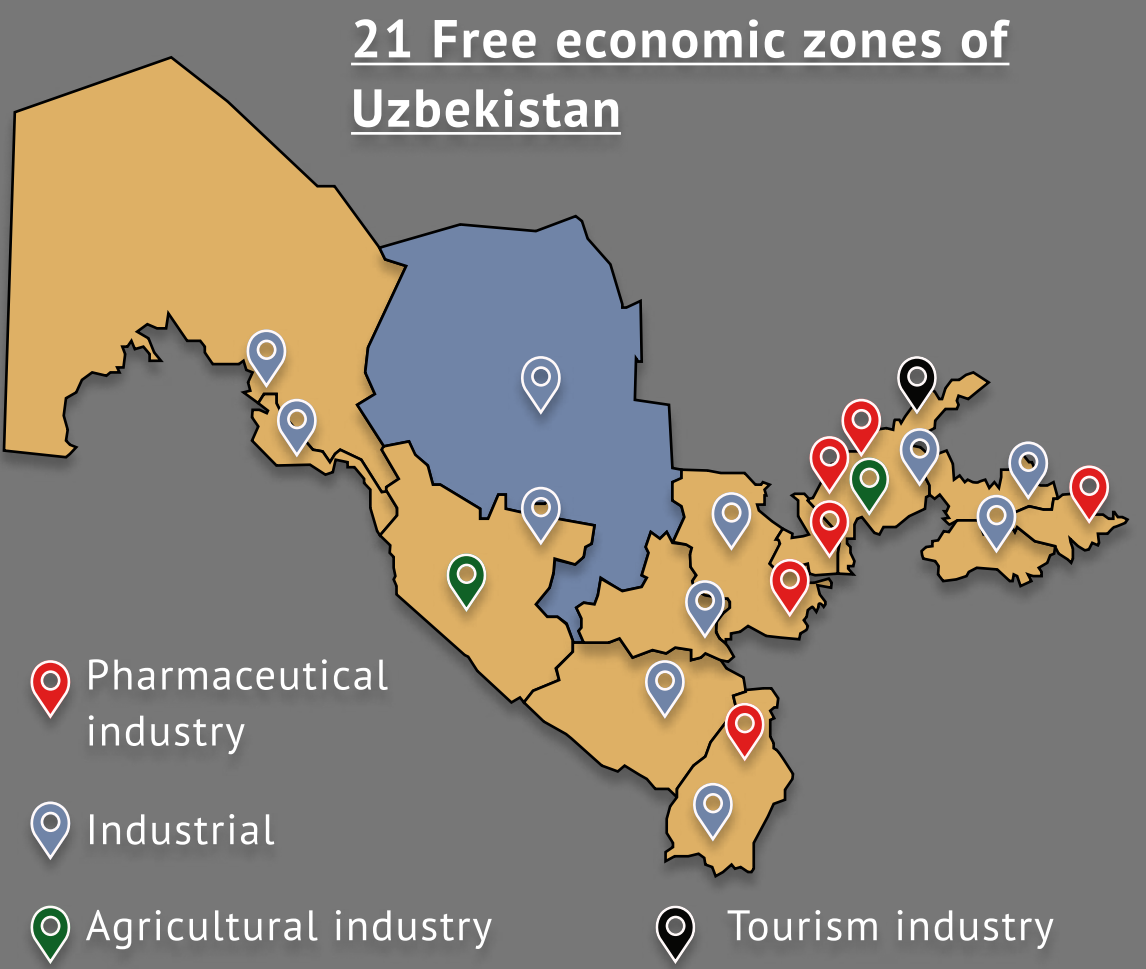 21 Free economic zones of
Uzbekistan
Pharmaceutical
industry
Industrial
Agricultural industry
Tourism industry